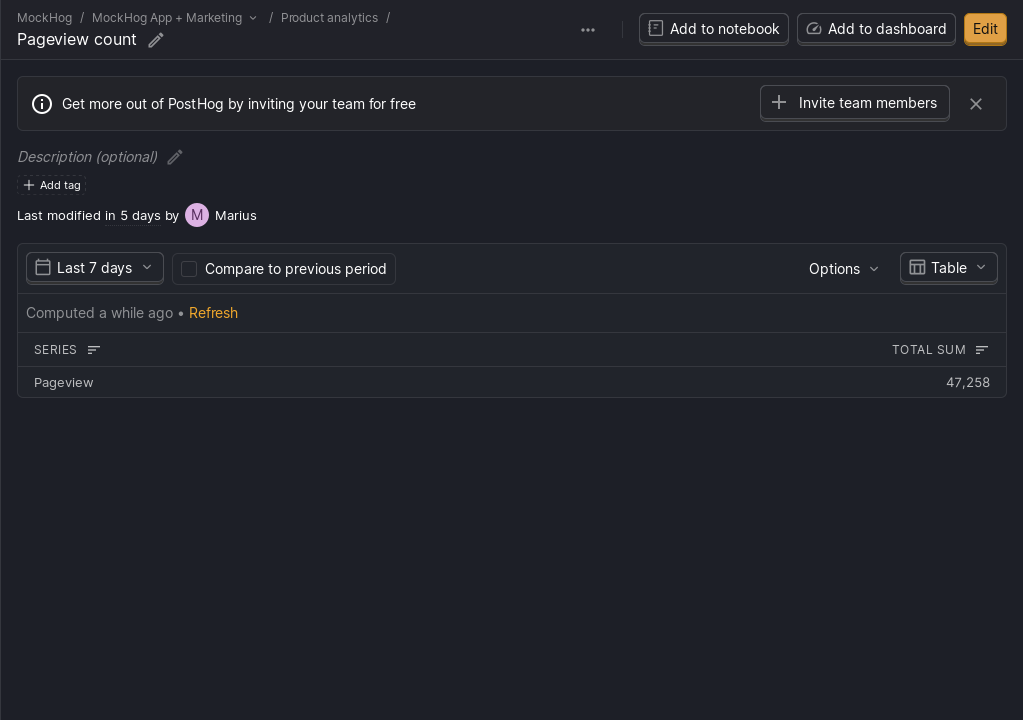 MockHog / MockHog App + Marketing / Product analytics /
Pageview count
Add to notebook
Add to dashboard
Edit
Get more out of PostHog by inviting your team for free
Invite team members
Description (optional)
Add tag
Last modified in 5 days by M Marius
Last 7 days
Compare to previous period
Options
Table
Computed a while ago • Refresh
SERIES
TOTAL SUM
Pageview
47,258